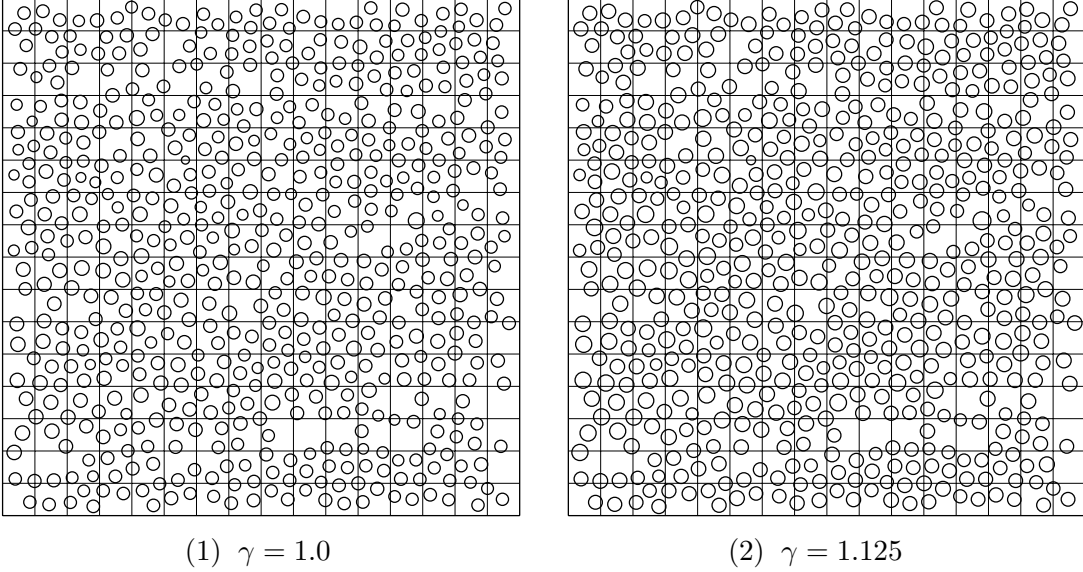 (1) γ = 1.0
(2) γ = 1.125